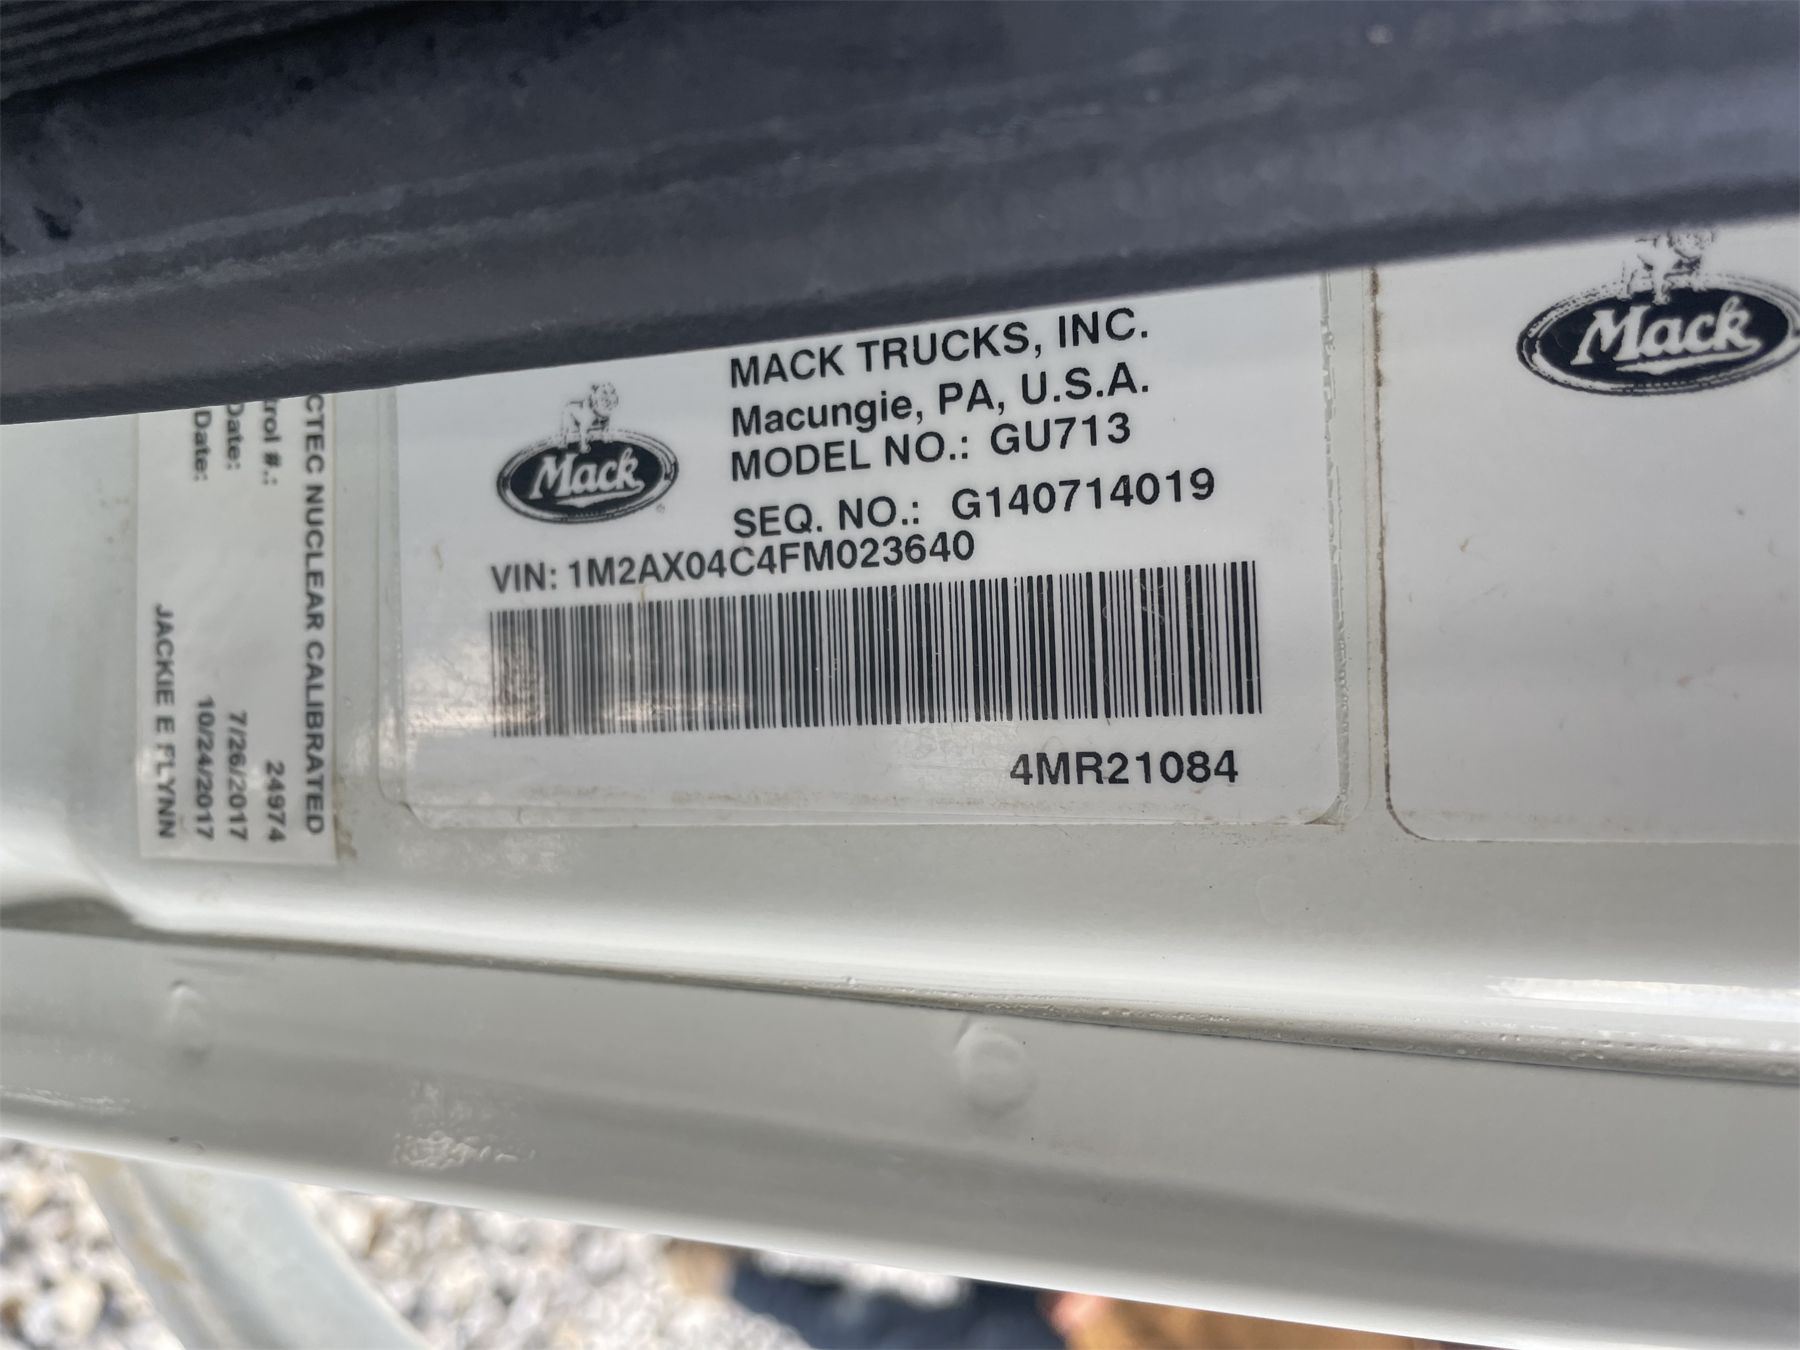 MACK TRUCKS, INC.
Macungie, PA, U.S.A.
MODEL NO.: GU713
SEQ. NO.: G140714019
VIN: 1M2AX04C4FM023640
4MR21084
Mack
Mack
CTEC NUCLEAR CALIBRATED
rol #.: 24974
Date: 7/26/2017
Date: 10/24/2017
JACKIE E FLYNN